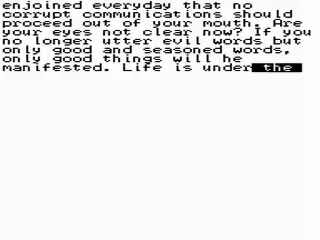 enjoined everyday that no
corrupt communications should
proceed out of your mouth. Are
your eyes not clear now? If you
no longer utter evil words but
only good and seasoned words,
only good things will he
manifested. Life is under the